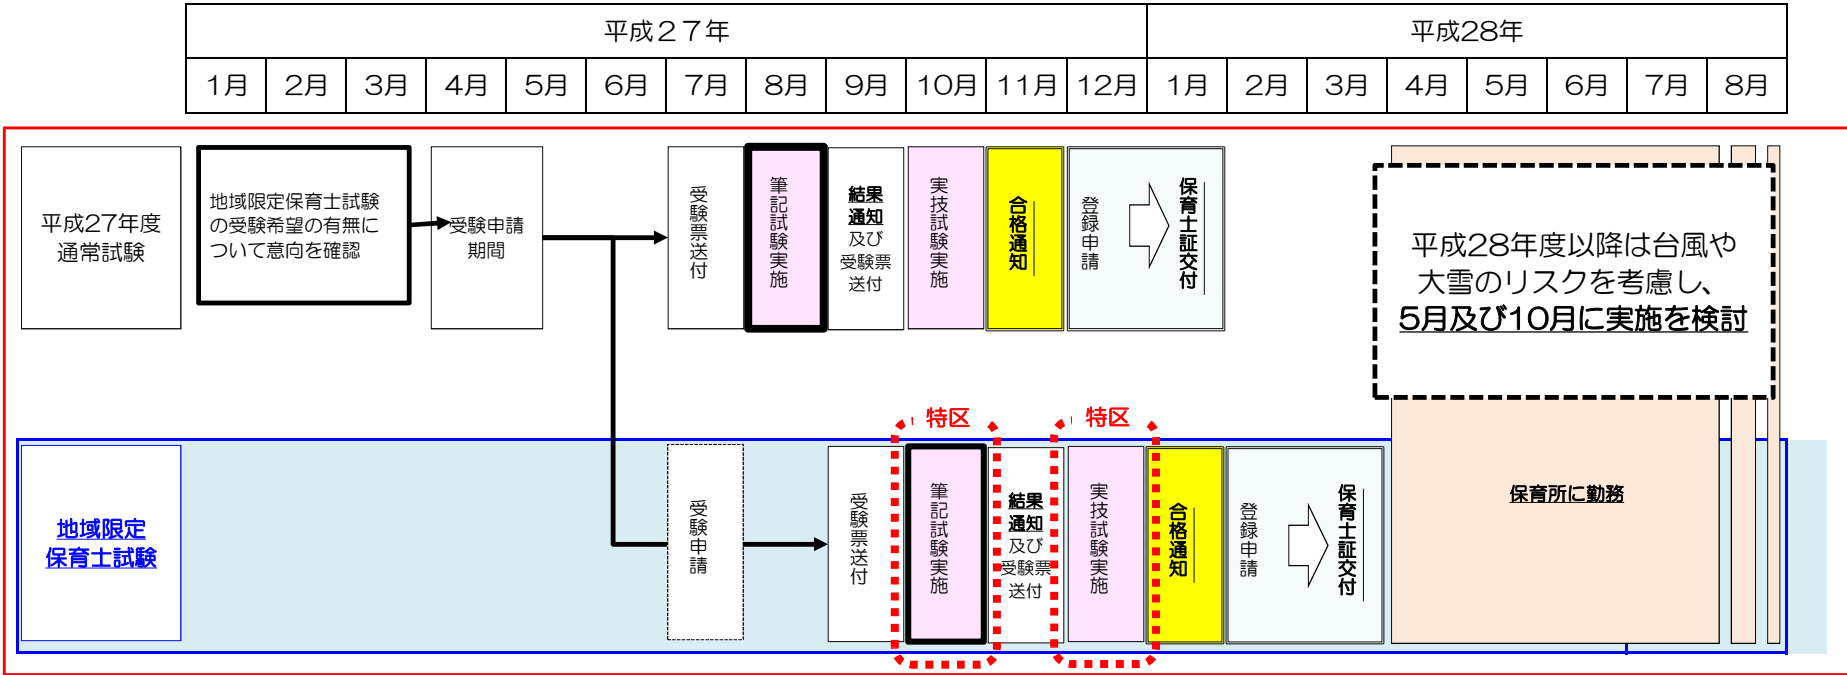 平成２７年
平成28年
1月
2月
3月
4月
5月
6月
7月
8月
9月
10月
11月
12月
1月
2月
3月
4月
5月
6月
7月
8月
平成27年度
通常試験
地域限定保育士試験
の受験希望の有無に
ついて意向を確認
受験申請
期間
受験票送付
筆記試験実施
結果
通知
及び
受験票
送付
実技試験実施
合格通知
登録申請
保育士証交付
平成28年度以降は台風や
大雪のリスクを考慮し、
5月及び10月に実施を検討
特区
特区
地域限定
保育士試験
受験申請
受験票送付
筆記試験実施
結果
通知
及び
受験票
送付
実技試験実施
合格通知
登録申請
保育士証交付
保育所に勤務